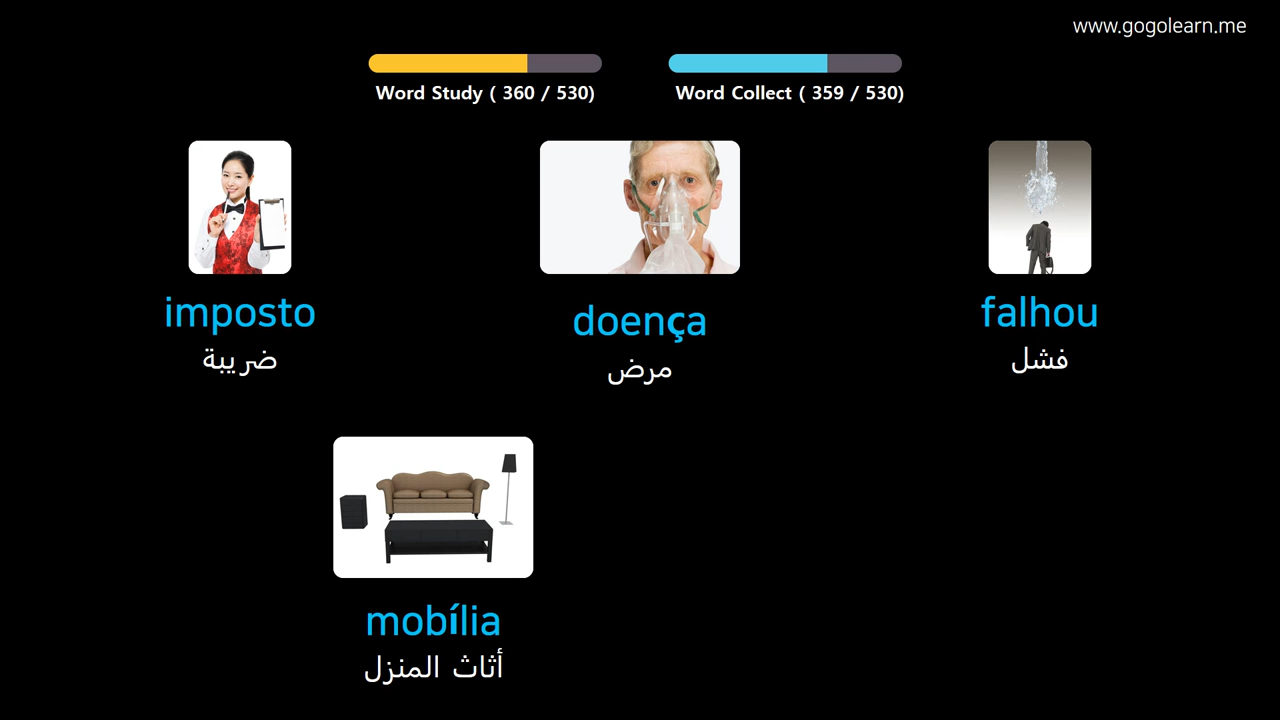 www.gogolearn.me
Word Study ( 360 / 530)
Word Collect ( 359 / 530)
imposto
ضريبة
doença
مرض
falhou
فشل
mobília
أثاث المنزل